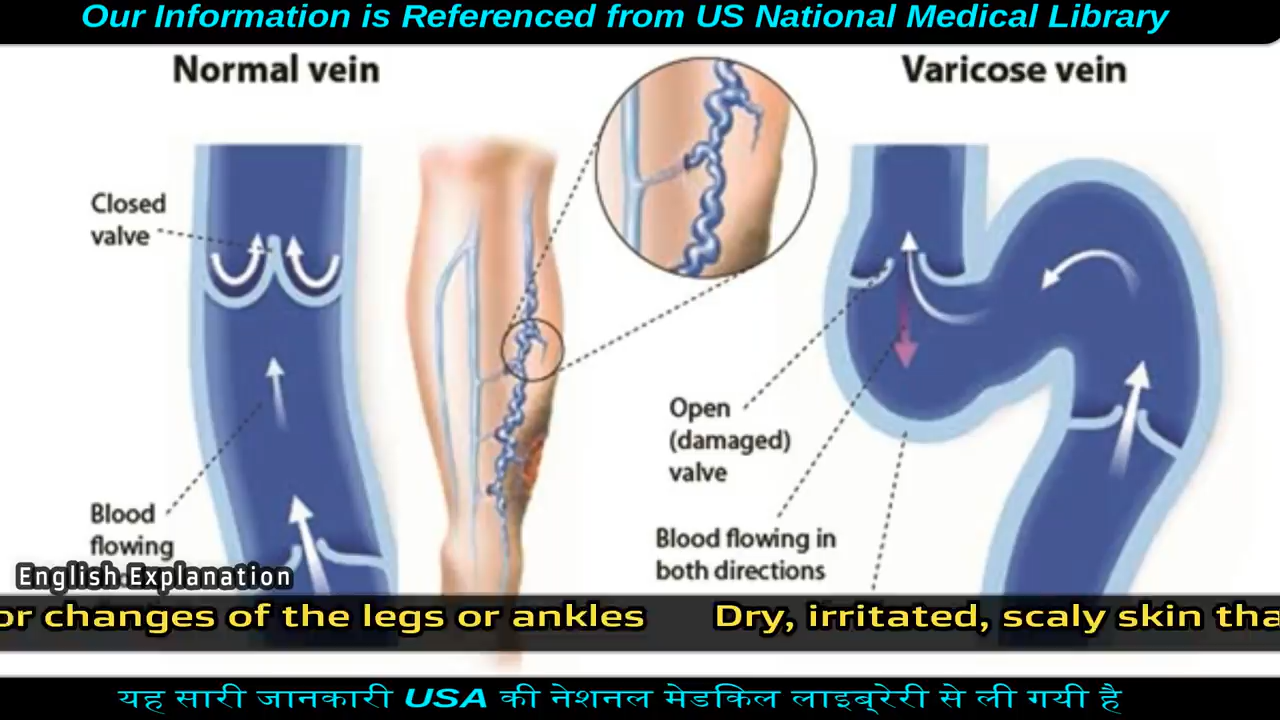 Our Information is Referenced from US National Medical Library
Normal vein
Varicose vein
Closed
valve
Open
(damaged)
valve
Blood
flowing
Blood flowing in
both directions
English Explanation
or changes of the legs or ankles Dry, irritated, scaly skin tha
यह सारी जानकारी USA की नेशनल मेडकिल लाइब्रेरी से ली गयी है